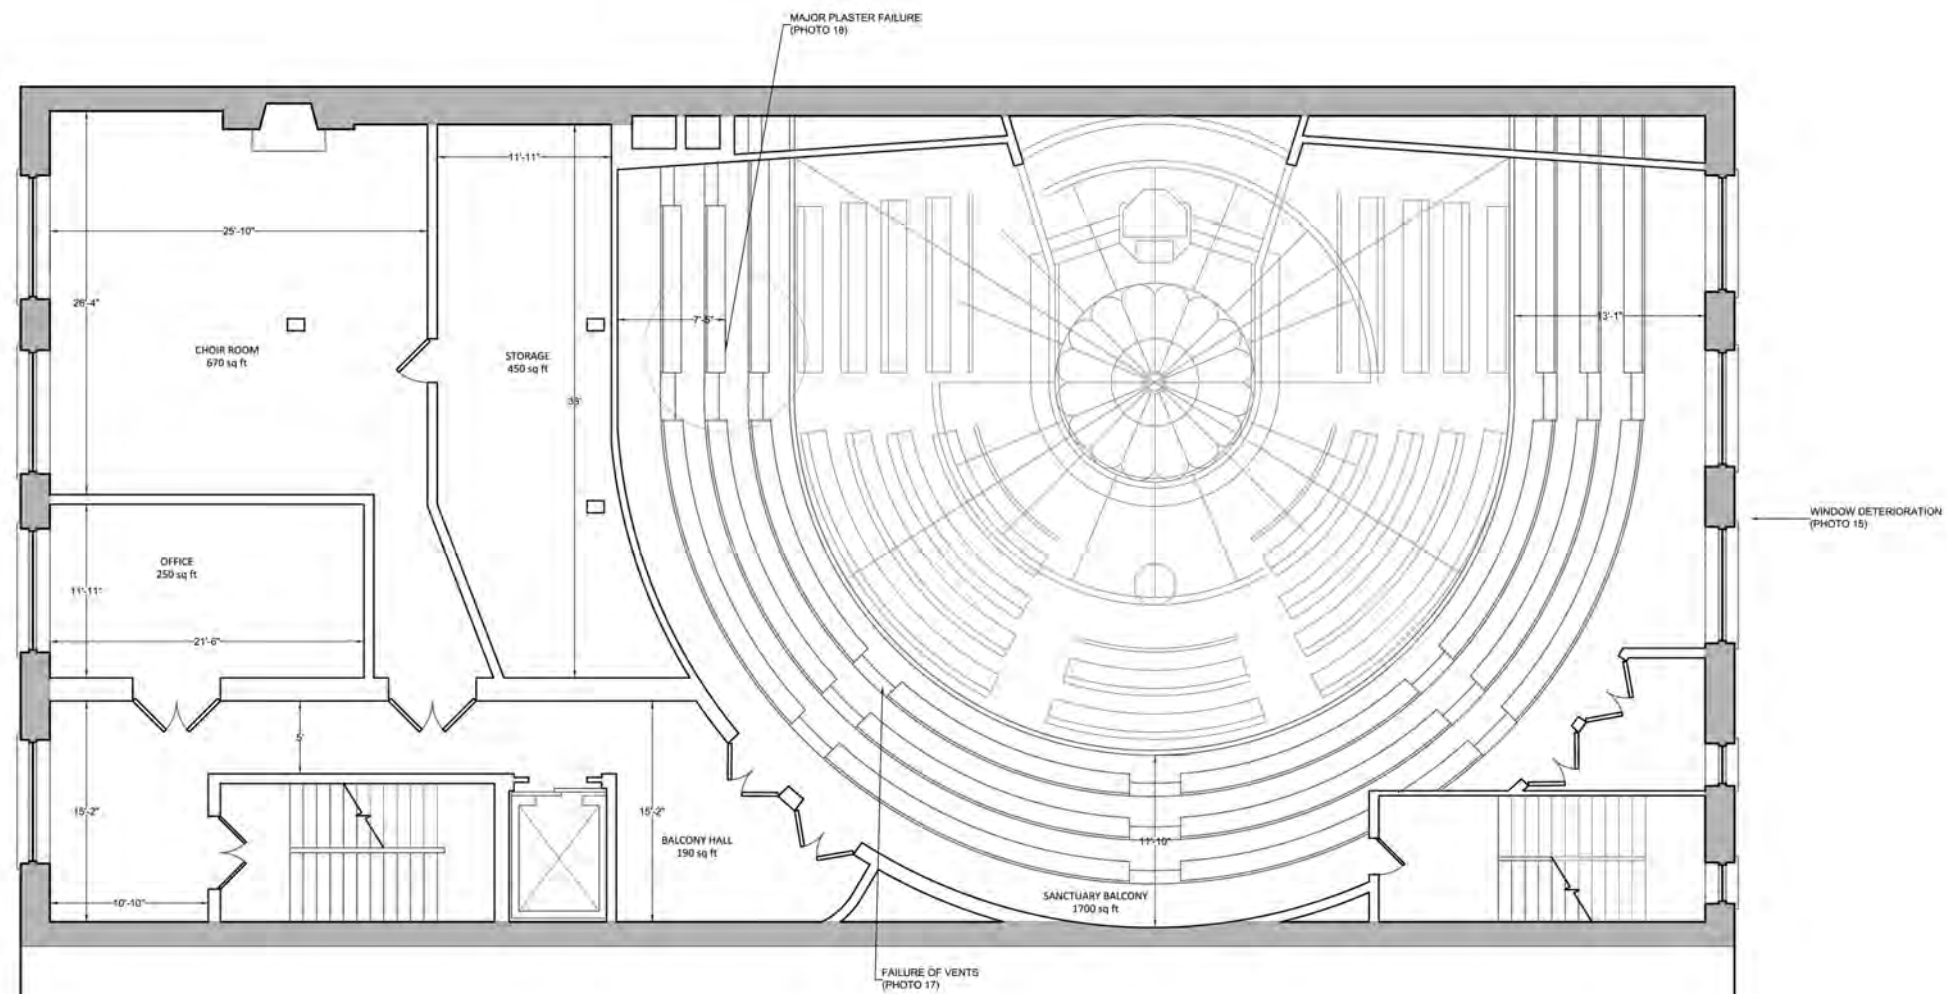 MAJOR PLASTER FAILURE
(PHOTO 18)
11'-11"
25'-10"
26'-4"
7'-5"
13'-1"
CHOIR ROOM
670 sq ft
STORAGE
450 sq ft
38'
WINDOW DETERIORATION
(PHOTO 15)
OFFICE
250 sq ft
11'-11"
21'-6"
5'
15'-2"
15'-2"
BALCONY HALL
190 sq ft
11'-10"
10'-10"
SANCTUARY BALCONY
1700 sq ft
FAILURE OF VENTS
(PHOTO 17)